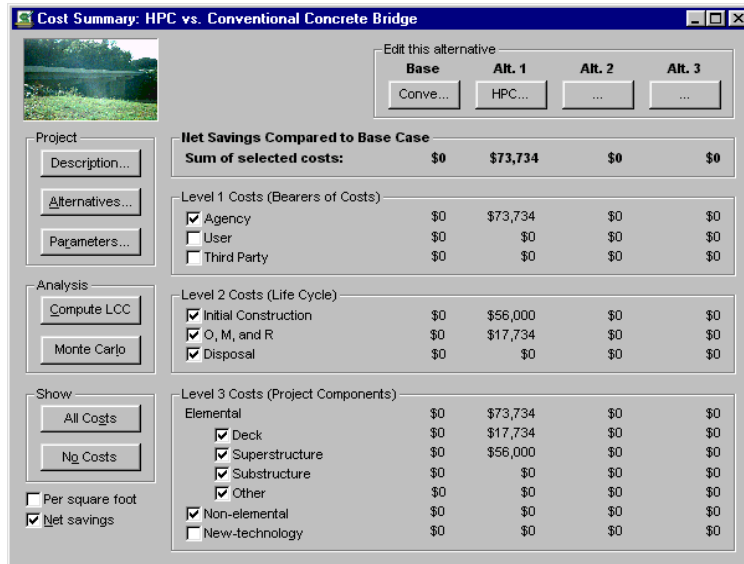 Cost Summary: HPC vs. Conventional Concrete Bridge
Edit this alternative
Base Alt. 1 Alt. 2 Alt. 3
Conve... HPC... ... ...
Project
Description...
Alternatives...
Parameters...
Net Savings Compared to Base Case
Sum of selected costs: $0 $73,734 $0 $0
Level 1 Costs (Bearers of Costs)
Agency $0 $73,734 $0 $0
User $0 $0 $0 $0
Third Party $0 $0 $0 $0
Analysis
Compute LCC
Monte Carlo
Level 2 Costs (Life Cycle)
Initial Construction $0 $56,000 $0 $0
O, M, and R $0 $17,734 $0 $0
Disposal $0 $0 $0 $0
Show
All Costs
No Costs
Per square foot
Net savings
Level 3 Costs (Project Components)
Elemental $0 $73,734 $0 $0
Deck $0 $17,734 $0 $0
Superstructure $0 $56,000 $0 $0
Substructure $0 $0 $0 $0
Other $0 $0 $0 $0
Non-elemental $0 $0 $0 $0
New-technology $0 $0 $0 $0